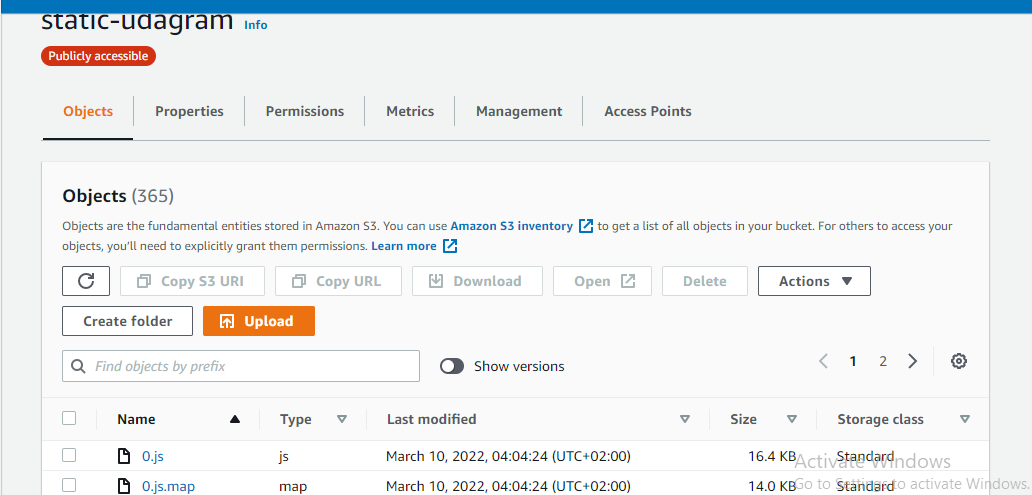 static-udagram Info
Publicly accessible
Objects Properties Permissions Metrics Management Access Points
Objects (365)
Objects are the fundamental entities stored in Amazon S3. You can use Amazon S3 inventory to get a list of all objects in your bucket. For others to access your
objects, you'll need to explicitly grant them permissions. Learn more
Copy S3 URI Copy URL Download Open Delete Actions
Create folder Upload
Find objects by prefix Show versions 1 2
Name Type Last modified Size Storage class
0.js js March 10, 2022, 04:04:24 (UTC+02:00) 16.4 KB Standard
Activate Windows
0.js.map map March 10, 2022, 04:04:24 (UTC+02:00) 14.0 KB Standard
Go to Settings to activate Windows.